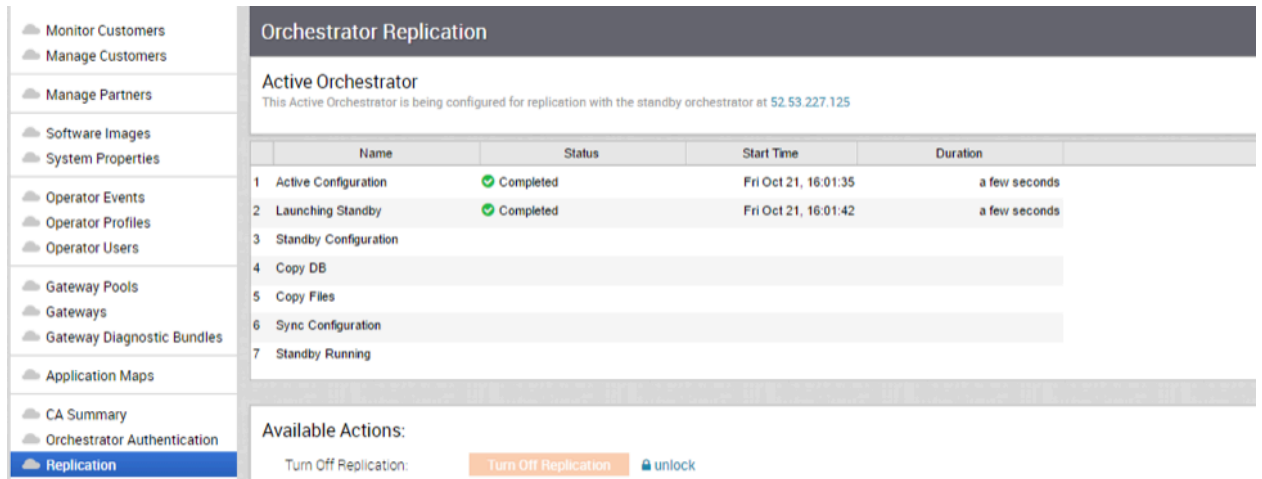 Monitor Customers
Manage Customers
Manage Partners
Software Images
System Properties
Operator Events
Operator Profiles
Operator Users
Gateway Pools
Gateways
Gateway Diagnostic Bundles
Application Maps
CA Summary
Orchestrator Authentication
Replication
Orchestrator Replication
Active Orchestrator
This Active Orchestrator is being configured for replication with the standby orchestrator at 52.53.227.125
Name Status Start Time Duration
1 Active Configuration Completed Fri Oct 21, 16:01:35 a few seconds
2 Launching Standby Completed Fri Oct 21, 16:01:42 a few seconds
3 Standby Configuration
4 Copy DB
5 Copy Files
6 Sync Configuration
7 Standby Running
Available Actions:
Turn Off Replication: Turn Off Replication unlock